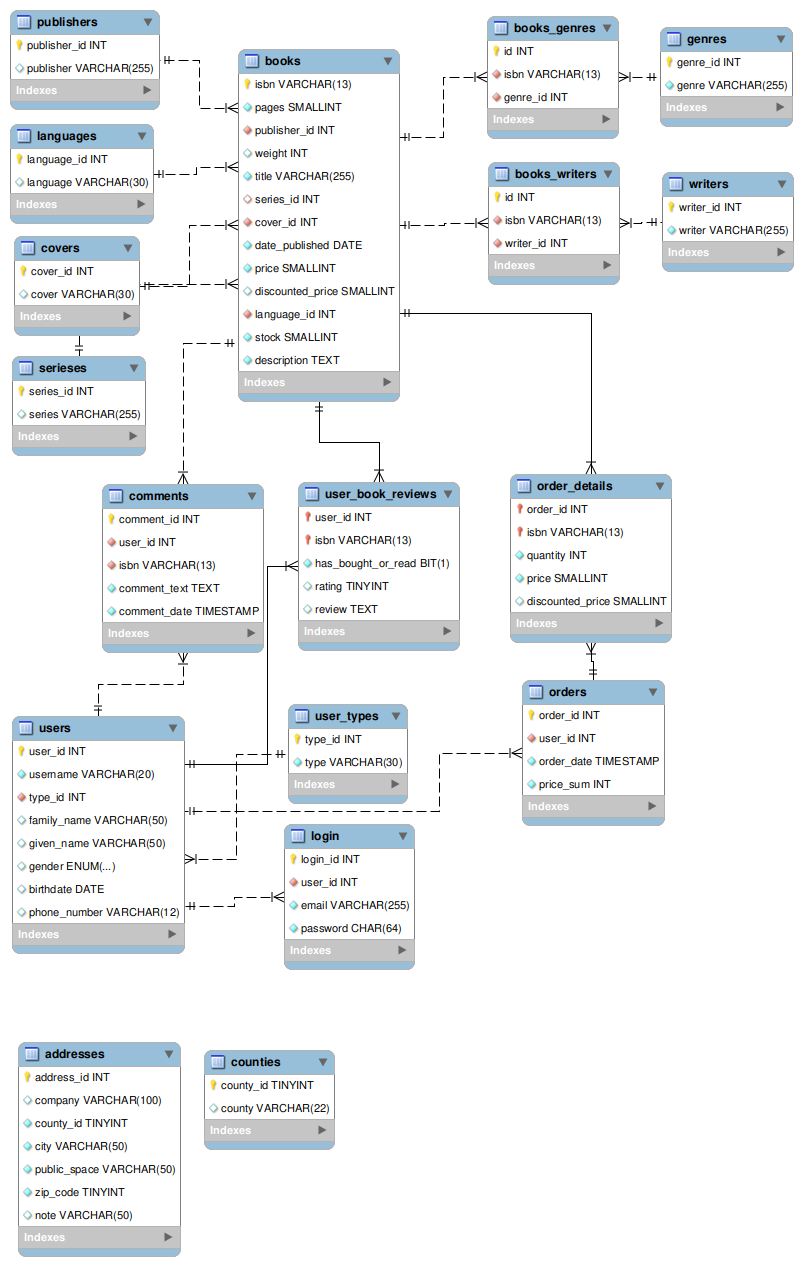 publishers
publisher_id INT
publisher VARCHAR(255)
Indexes
languages
language_id INT
language VARCHAR(30)
Indexes
covers
cover_id INT
cover VARCHAR(30)
Indexes
serieses
series_id INT
series VARCHAR(255)
Indexes
books
isbn VARCHAR(13)
pages SMALLINT
publisher_id INT
weight INT
title VARCHAR(255)
series_id INT
cover_id INT
date_published DATE
price SMALLINT
discounted_price SMALLINT
language_id INT
stock SMALLINT
description TEXT
Indexes
books_genres
id INT
isbn VARCHAR(13)
genre_id INT
Indexes
genres
genre_id INT
genre VARCHAR(255)
Indexes
books_writers
id INT
isbn VARCHAR(13)
writer_id INT
Indexes
writers
writer_id INT
writer VARCHAR(255)
Indexes
comments
comment_id INT
user_id INT
isbn VARCHAR(13)
comment_text TEXT
comment_date TIMESTAMP
Indexes
user_book_reviews
user_id INT
isbn VARCHAR(13)
has_bought_or_read BIT(1)
rating TINYINT
review TEXT
Indexes
order_details
order_id INT
isbn VARCHAR(13)
quantity INT
price SMALLINT
discounted_price SMALLINT
Indexes
users
user_id INT
username VARCHAR(20)
type_id INT
family_name VARCHAR(50)
given_name VARCHAR(50)
gender ENUM(...)
birthdate DATE
phone_number VARCHAR(12)
Indexes
user_types
type_id INT
type VARCHAR(30)
Indexes
orders
order_id INT
user_id INT
order_date TIMESTAMP
price_sum INT
Indexes
login
login_id INT
user_id INT
email VARCHAR(255)
password CHAR(64)
Indexes
addresses
address_id INT
company VARCHAR(100)
county_id TINYINT
city VARCHAR(50)
public_space VARCHAR(50)
zip_code TINYINT
note VARCHAR(50)
Indexes
counties
county_id TINYINT
county VARCHAR(22)
Indexes